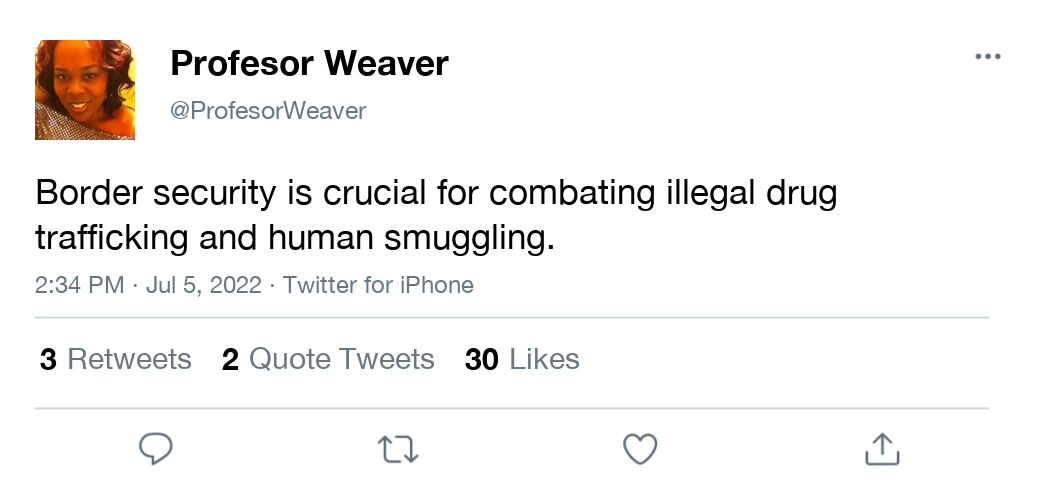 Profesor Weaver
@ProfesorWeaver
Border security is crucial for combating illegal drug
trafficking and human smuggling.
2:34 PM · Jul 5, 2022 · Twitter for iPhone
3 Retweets 2 Quote Tweets 30 Likes